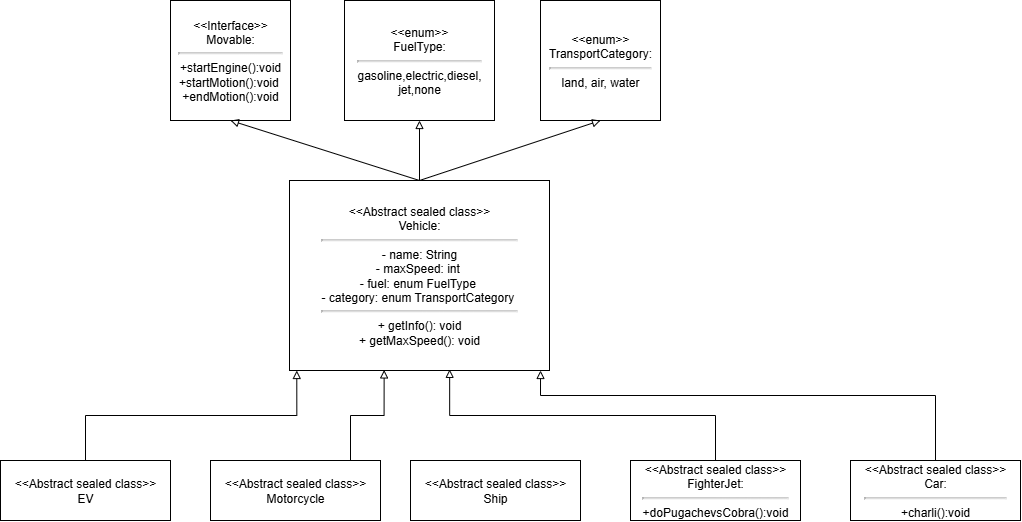 <<Interface>>
Movable:
+startEngine():void
+startMotion():void
+endMotion():void
<<enum>>
FuelType:
gasoline,electric,diesel,
jet,none
<<enum>>
TransportCategory:
land, air, water
<<Abstract sealed class>>
Vehicle:
- name: String
- maxSpeed: int
- fuel: enum FuelType
- category: enum TransportCategory
+ getInfo(): void
+ getMaxSpeed(): void
<<Abstract sealed class>>
EV
<<Abstract sealed class>>
Motorcycle
<<Abstract sealed class>>
Ship
<<Abstract sealed class>>
FighterJet:
+doPugachevsCobra():void
<<Abstract sealed class>>
Car:
+charli():void